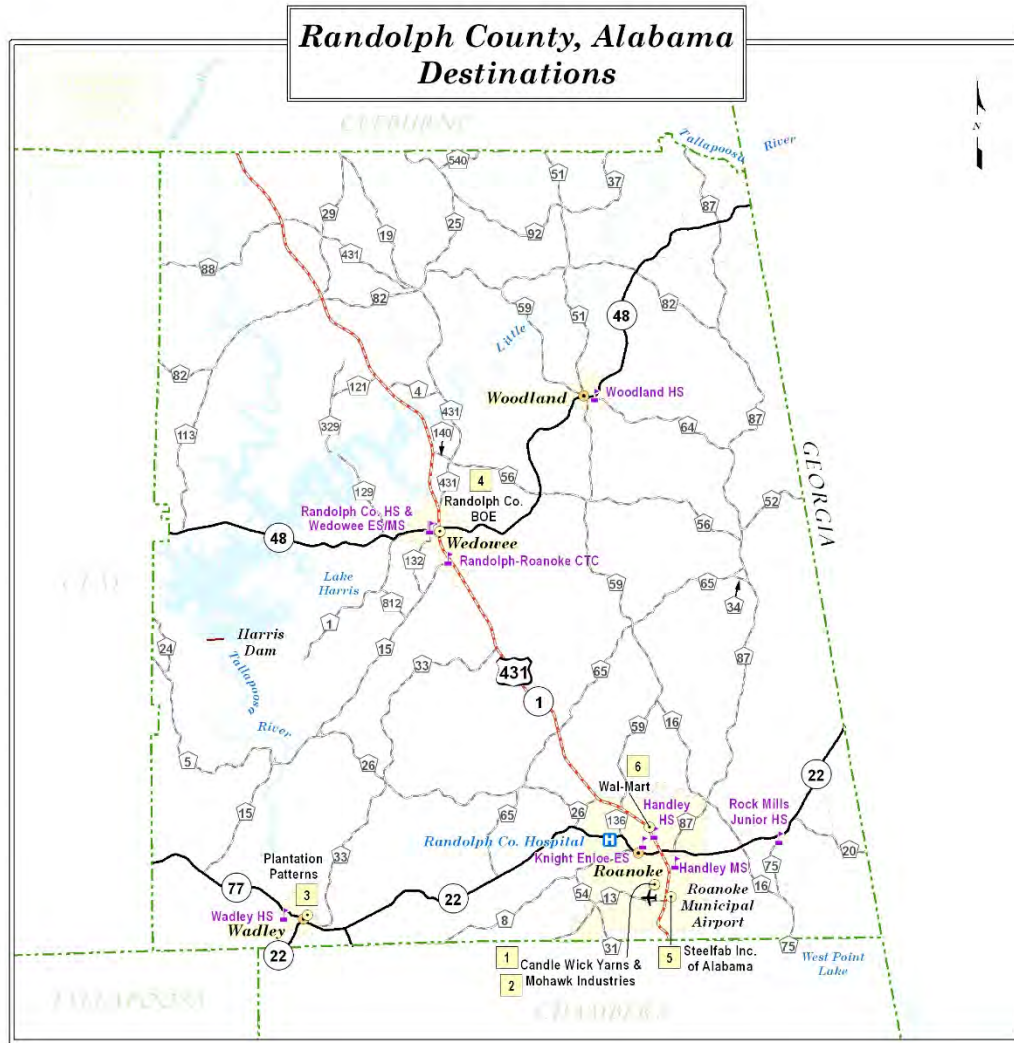 Randolph County, Alabama
Destinations
CLEBURNE
Tallapoosa
River
N
540
51
37
87
29
25
19
92
431
88
82
59
51
82
48
Little
82
121
4
Woodland
Woodland HS
113
329
431
140
64
87
GEORGIA
431
56
4
129
Randolph Co.
BOE
52
56
Randolph Co. HS &
Wedowee ES/MS
48
Wedowee
132
Randolph-Roanoke CTC
CLAY
Lake
Harris
812
59
65
34
1
Harris
Dam
24
15
33
65
87
Tallapoosa
River
431
1
59
16
5
26
6
22
Wal-Mart
15
65
26
136
Handley
HS
87
Rock Mills
Junior HS
Randolph Co. Hospital
H
33
Knight Enloe-ES
Handley MS
75
20
Plantation
Patterns
Roanoke
77
3
22
54
13
Roanoke
Municipal
Airport
16
Wadley HS
Wadley
8
31
75
22
1
Candle Wick Yarns &
2
Mohawk Industries
5
Steelfab Inc.
of Alabama
West Point
Lake
TALLAPOOSA
CHAMBERS